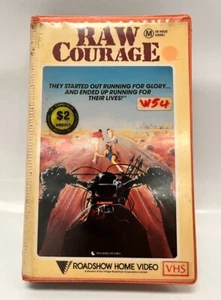 RAW
COURAGE
M
THEY STARTED OUT RUNNING FOR GLORY...
AND ENDED UP RUNNING FOR
THEIR LIVES!"
$2
WEEKLY
W54
ROADSHOW HOME VIDEO
VHS